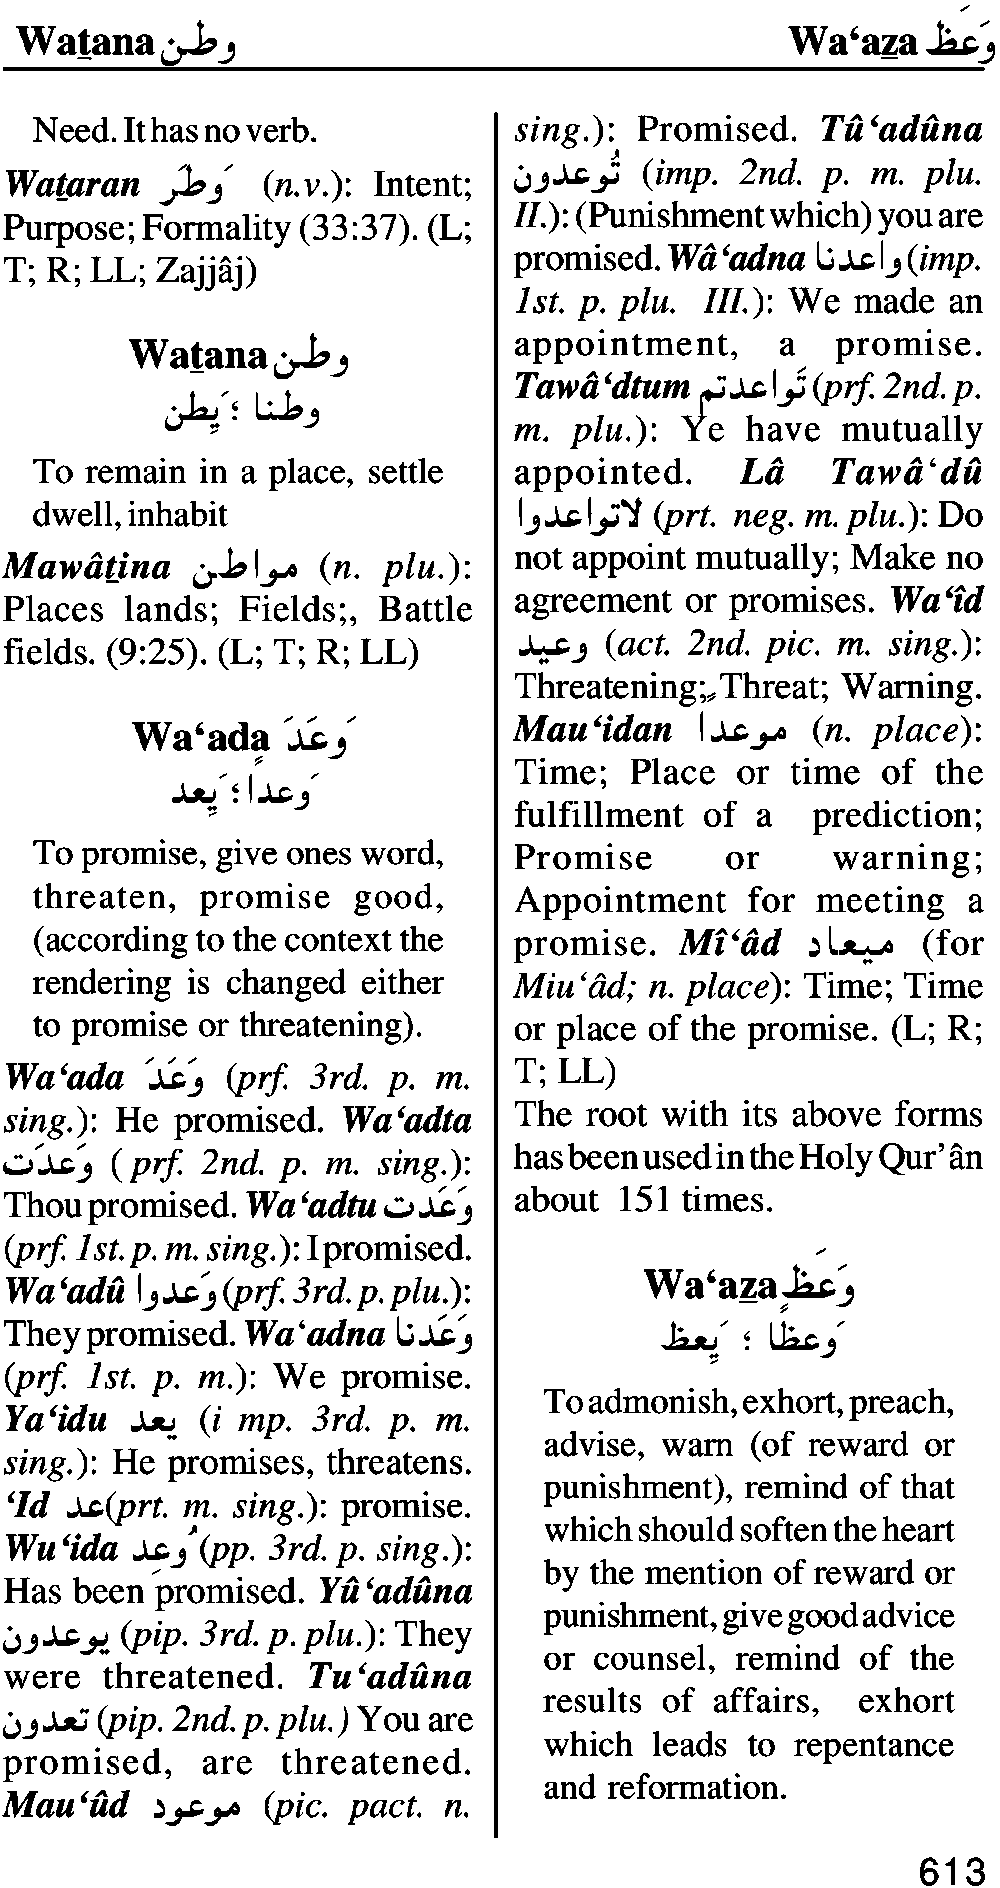 Waṯana وطن
Wa‘aẕa وَعَظَ
Need. It has no verb.
Waṯaran وطَر (n.v.): Intent;
Purpose; Formality (33:37). (L;
T; R; LL; Zajjâj)
Waṯana وطن
وطنا ؛ يَطِن
To remain in a place, settle
dwell, inhabit
Mawâṯina مواطن (n. plu.):
Places lands; Fields;, Battle
fields. (9:25). (L; T; R; LL)
Wa‘ada وَعَدَ
وَعداٍ ؛ يَعِد
To promise, give ones word,
threaten, promise good,
(according to the context the
rendering is changed either
to promise or threatening).
Wa‘ada وَعَدَ (prf. 3rd. p. m.
sing.): He promised. Wa‘adta
وَعدَت ( prf. 2nd. p. m. sing.):
Thou promised. Wa‘adtu وَعَدت
(prf. 1st. p. m. sing.): I promised.
Wa‘adû وَعدوا (prf. 3rd. p. plu.):
They promised. Wa‘adna وَعَدنا
(prf. 1st. p. m.): We promise.
Ya‘idu يعد (i mp. 3rd. p. m.
sing.): He promises, threatens.
‘Id عد (prt. m. sing.): promise.
Wu‘ida وُعِد (pp. 3rd. p. sing.):
Has been promised. Yû‘adûna
يوعدون (pip. 3rd. p. plu.): They
were threatened. Tu‘adûna
تعدون (pip. 2nd. p. plu.) You are
promised, are threatened.
Mau‘ûd موعود (pic. pact. n.
sing.): Promised. Tû‘adûna
تُوعدون (imp. 2nd. p. m. plu.
II.): (Punishment which) you are
promised. Wâ‘adna واعدنا (imp.
1st. p. plu. III.): We made an
appointment, a promise.
Tawâ‘dtum تَواعدتم (prf. 2nd. p.
m. plu.): Ye have mutually
appointed. Lâ Tawâ‘dû
لاتواعدوا (prt. neg. m. plu.): Do
not appoint mutually; Make no
agreement or promises. Wa‘îd
وعيد (act. 2nd. pic. m. sing.):
Threatening;, Threat; Warning.
Mau‘idan موعدا (n. place):
Time; Place or time of the
fulfillment of a prediction;
Promise or warning;
Appointment for meeting a
promise. Mî‘âd ميعاد (for
Miu‘âd; n. place): Time; Time
or place of the promise. (L; R;
T; LL)
The root with its above forms
has been used in the Holy Qur’ân
about 151 times.
Wa‘aẕa وَعَظَ
وَعظاٍ ؛ يَعِظ
To admonish, exhort, preach,
advise, warn (of reward or
punishment), remind of that
which should soften the heart
by the mention of reward or
punishment, give good advice
or counsel, remind of the
results of affairs, exhort
which leads to repentance
and reformation.
613